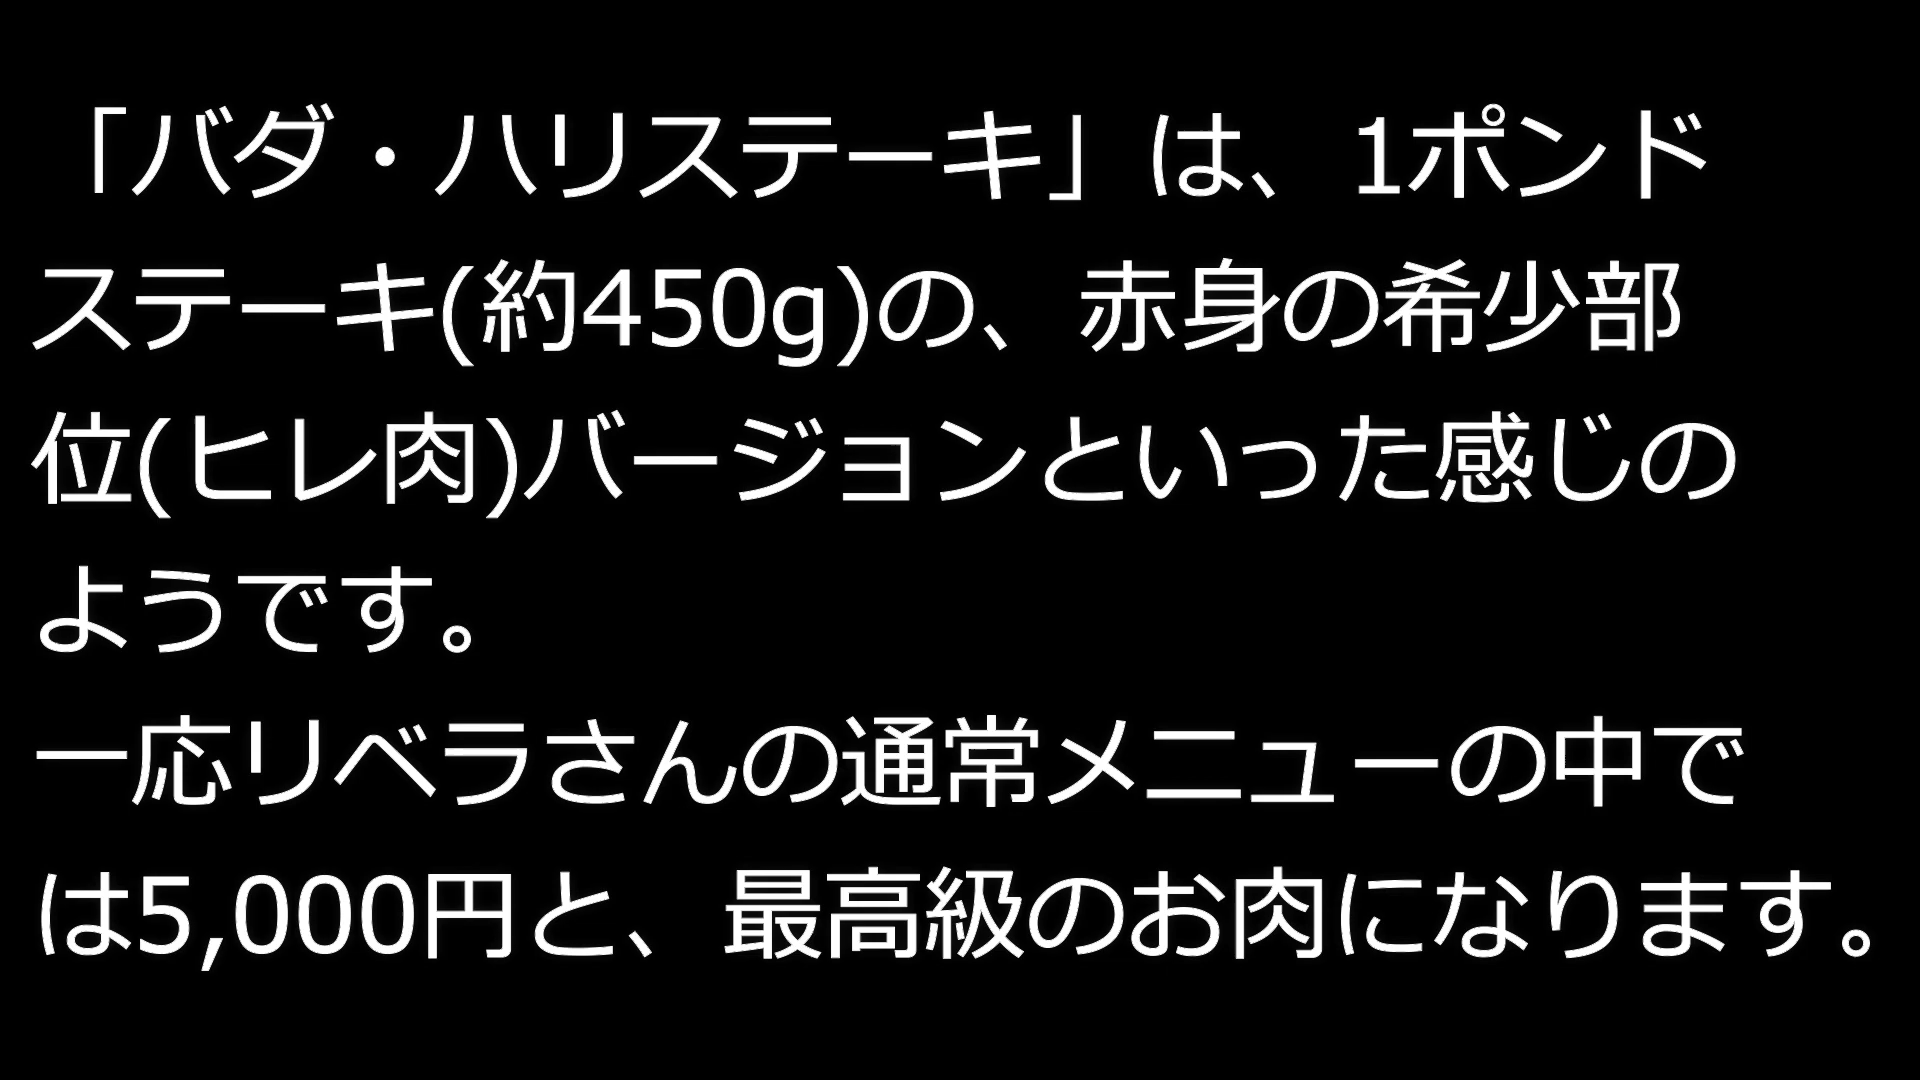 「バダ・ハリステーキ」は、1ポンド
ステーキ(約450g)の、赤身の希少部
位(ヒレ肉)バージョンといった感じの
ようです。
一応リベラさんの通常メニューの中で
は5,000円と、最高級のお肉になります。